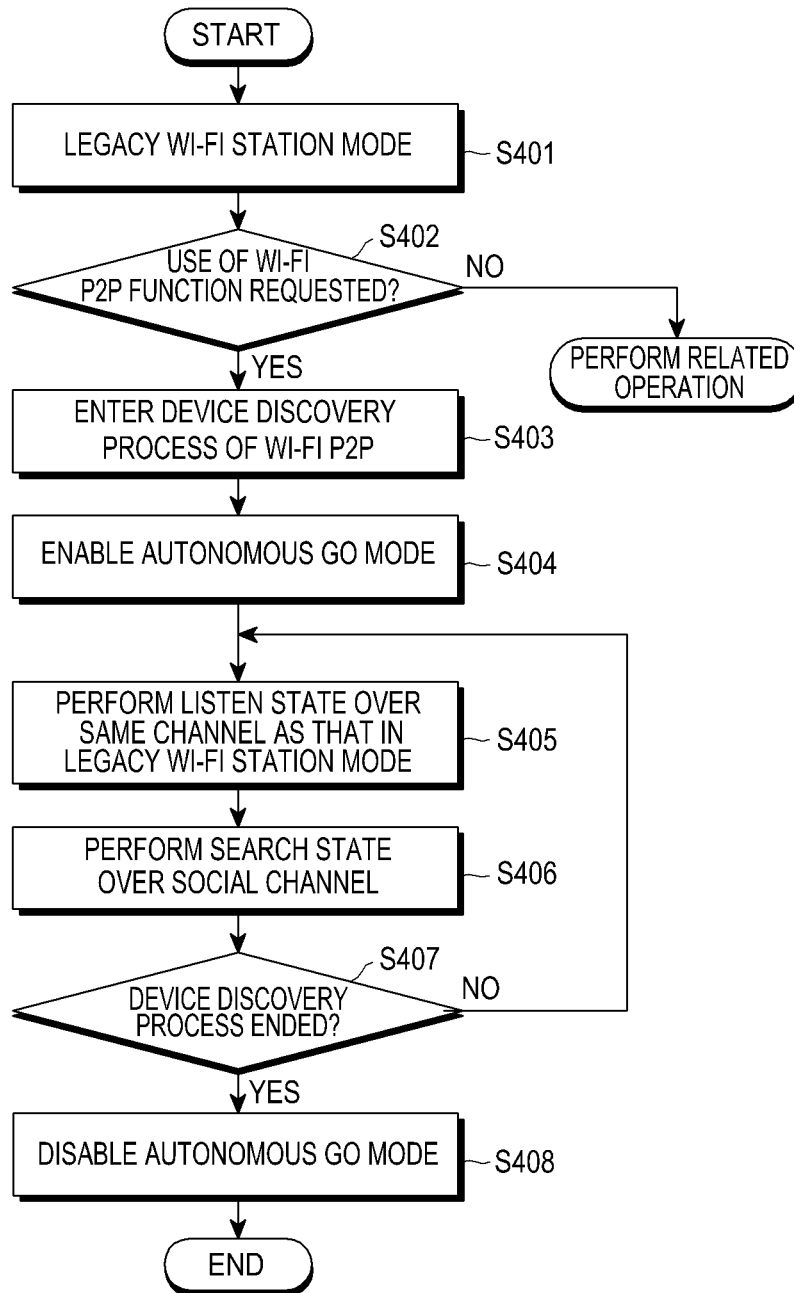 START
LEGACY WI-FI STATION MODE
S401
S402
USE OF WI-FI
P2P FUNCTION REQUESTED?
NO
PERFORM RELATED
OPERATION
YES
ENTER DEVICE DISCOVERY
PROCESS OF WI-FI P2P
S403
ENABLE AUTONOMOUS GO MODE
S404
PERFORM LISTEN STATE OVER
SAME CHANNEL AS THAT IN
LEGACY WI-FI STATION MODE
S405
PERFORM SEARCH STATE
OVER SOCIAL CHANNEL
S406
S407
DEVICE DISCOVERY
PROCESS ENDED?
NO
YES
DISABLE AUTONOMOUS GO MODE
S408
END